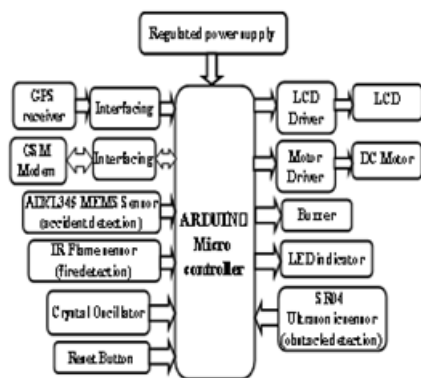 Regulated power supply
GPS
receiver
Interfacing
LCD
Driver
LCD
GSM
Modem
Interfacing
Motor
Driver
DC Motor
ADXL345 MEMS Sensor
(accident detection)
ARDUINO
Micro
controller
Buzzer
IR Flame sensor
(fire detection)
LED indicator
Crystal Oscillator
SR04
Ultrasonic sensor
(obstacle detection)
Reset Button